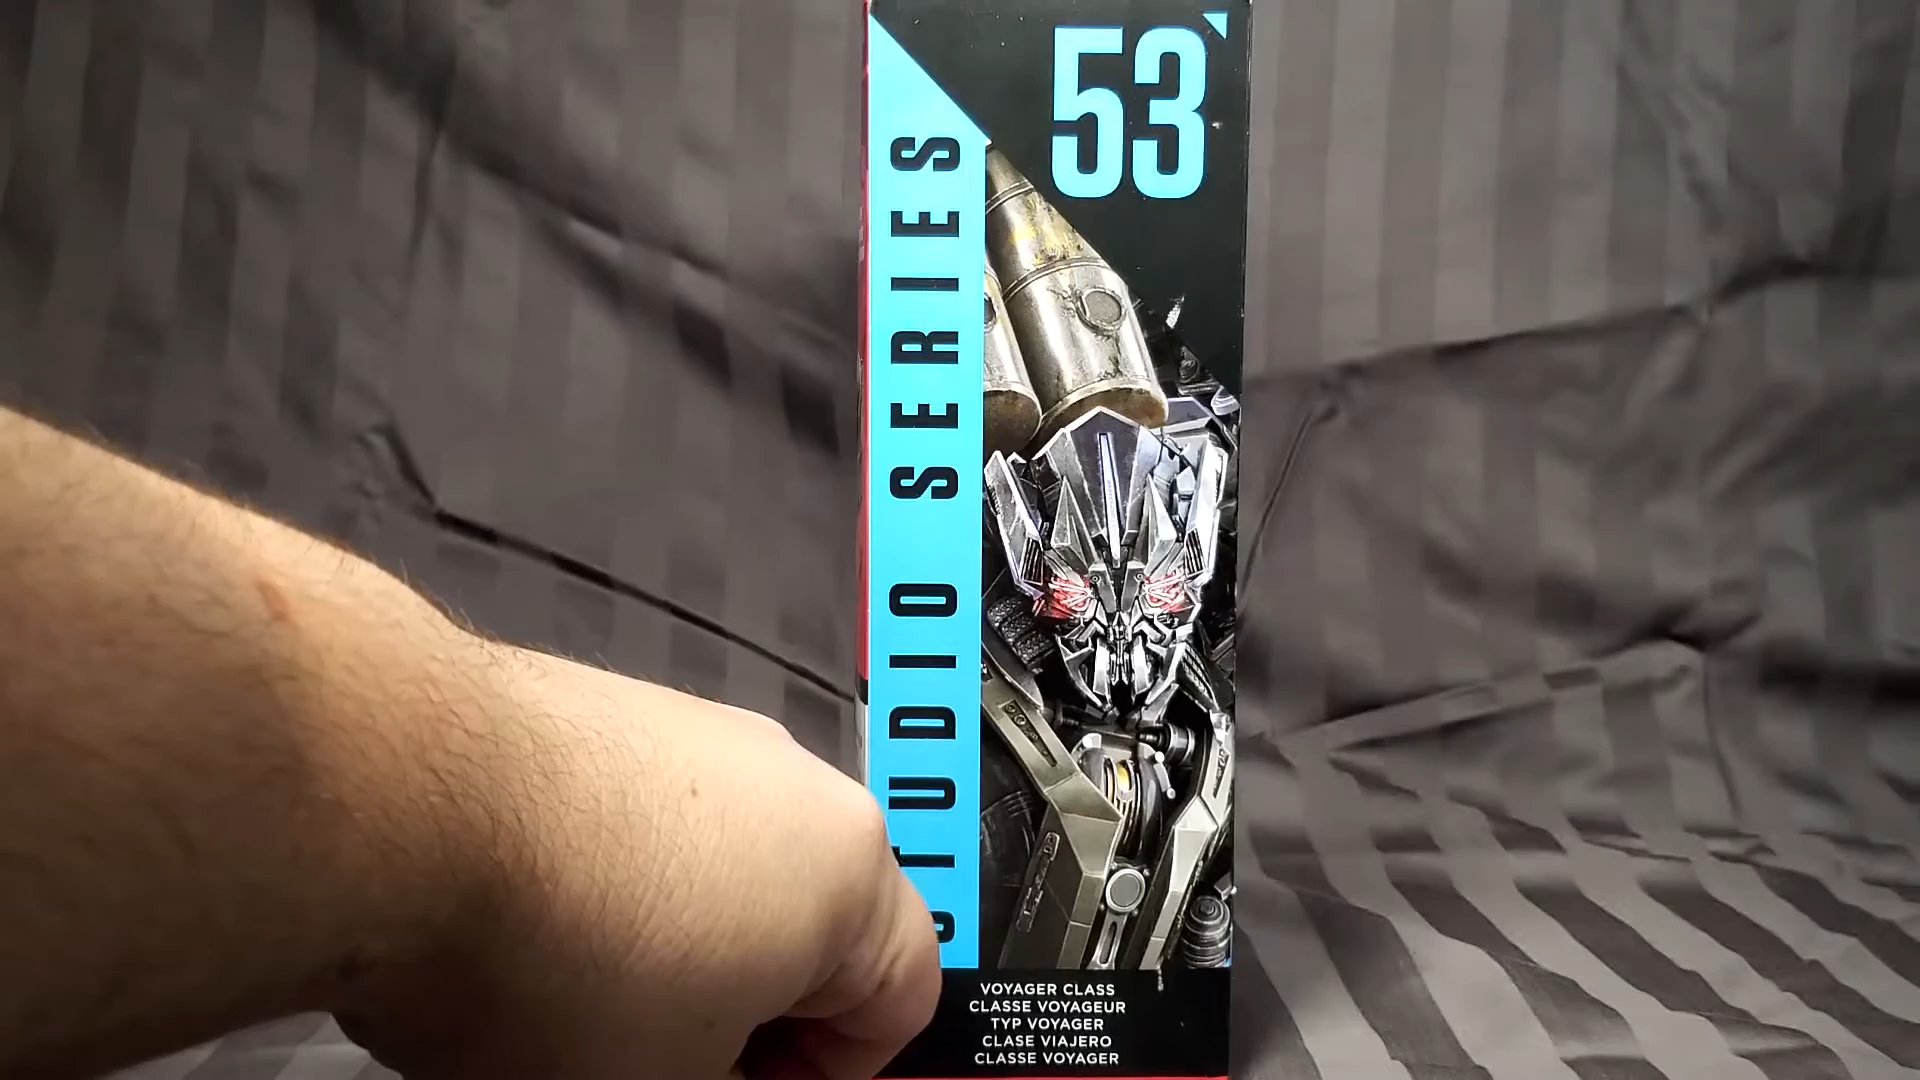 53
STUDIO SERIES
VOYAGER CLASS
CLASSE VOYAGEUR
TYP VOYAGER
CLASE VIAJERO
CLASSE VOYAGER